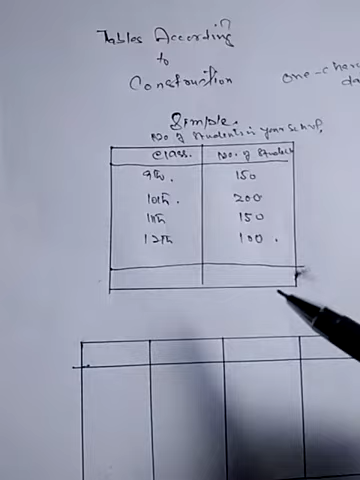 Tables According
to
Construction
one-char
da
Simple.
No of Students in your School,
Class. No. of Students
9th. 150
10th. 200
11th 150
12th 100.